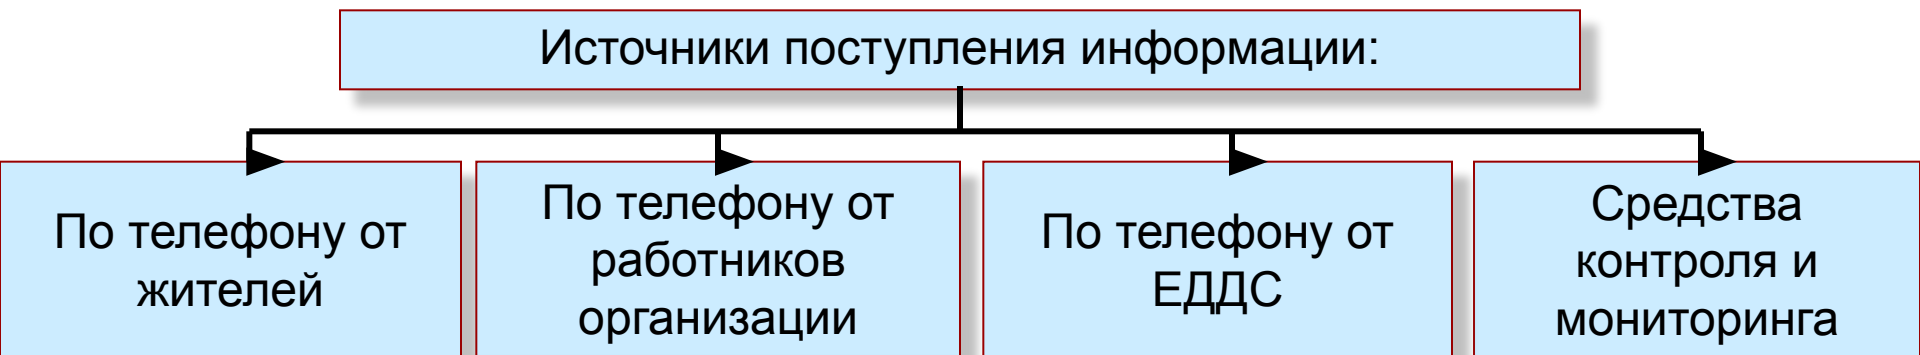 Источники поступления информации:
По телефону от
жителей
По телефону от
работников
организации
По телефону от
ЕДДС
Средства
контроля и
мониторинга